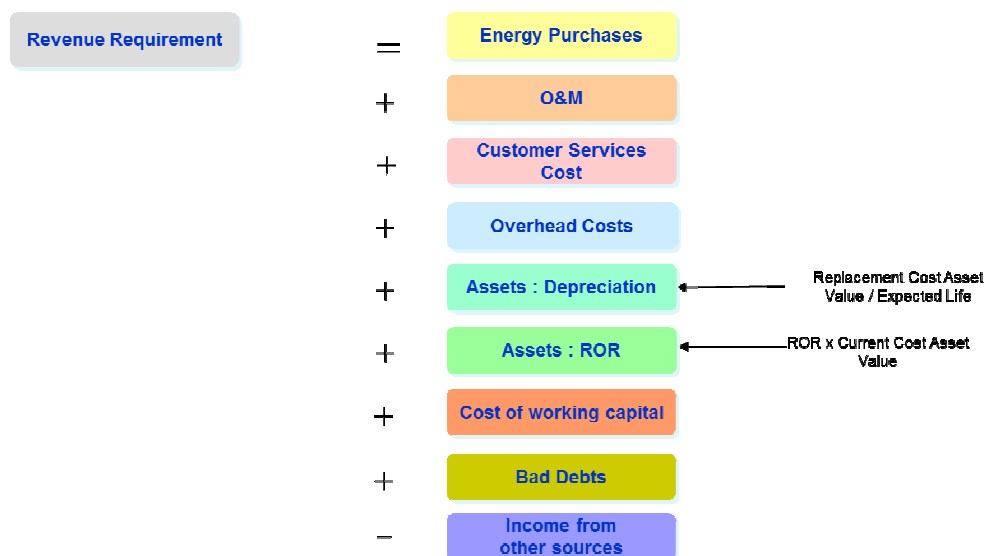 Revenue Requirement
=
Energy Purchases
+
O&M
+
Customer Services
Cost
+
Overhead Costs
+
Assets : Depreciation
Replacement Cost Asset
Value / Expected Life
+
Assets : ROR
ROR x Current Cost Asset
Value
+
Cost of working capital
+
Bad Debts
–
Income from
other sources